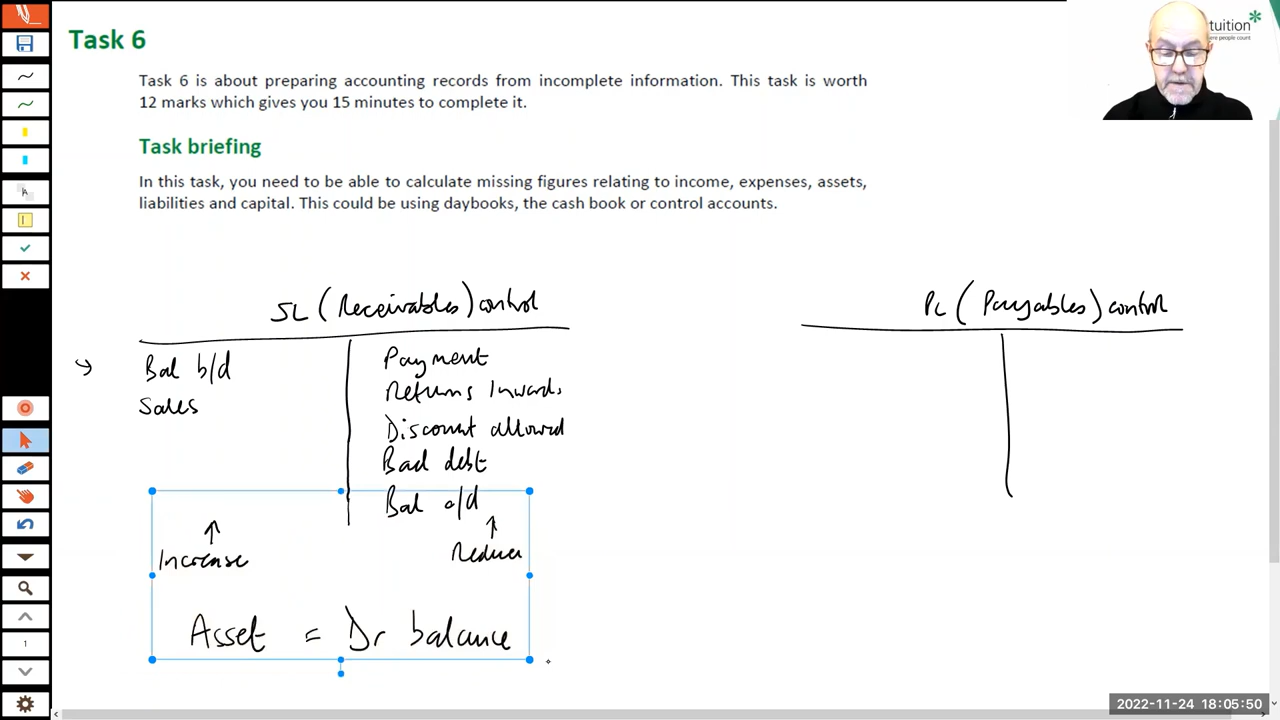 tuition
ere people count
Task 6
Task 6 is about preparing accounting records from incomplete information. This task is worth
12 marks which gives you 15 minutes to complete it.
Task briefing
In this task, you need to be able to calculate missing figures relating to income, expenses, assets,
liabilities and capital. This could be using daybooks, the cash book or control accounts.
SL (Receivables) control
Bal b/d
Sales
Payment
Returns Inwards
Discount allowed
Bad debt
Bal c/d
↑
Increase
↑
Reduce
Asset = Dr balance
PL (Payables) control
1
2022-11-24 18:05:50